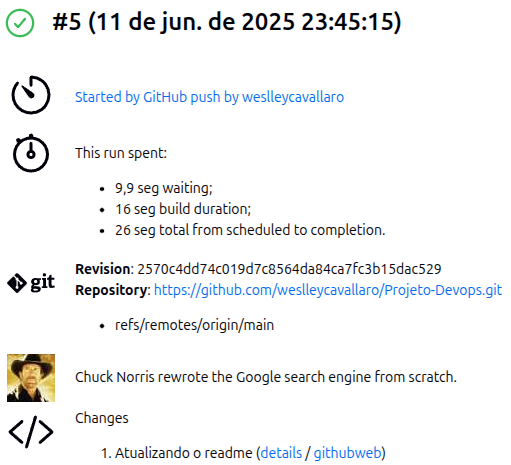 #5 (11 de jun. de 2025 23:45:15)
Started by GitHub push by weslleycavallaro
This run spent:
• 9,9 seg waiting;
• 16 seg build duration;
• 26 seg total from scheduled to completion.
git
Revision: 2570c4dd74c019d7c8564da84ca7fc3b15dac529
Repository: https://github.com/weslleycavallaro/Projeto-Devops.git
• refs/remotes/origin/main
Chuck Norris rewrote the Google search engine from scratch.
Changes
1. Atualizando o readme (details / githubweb)